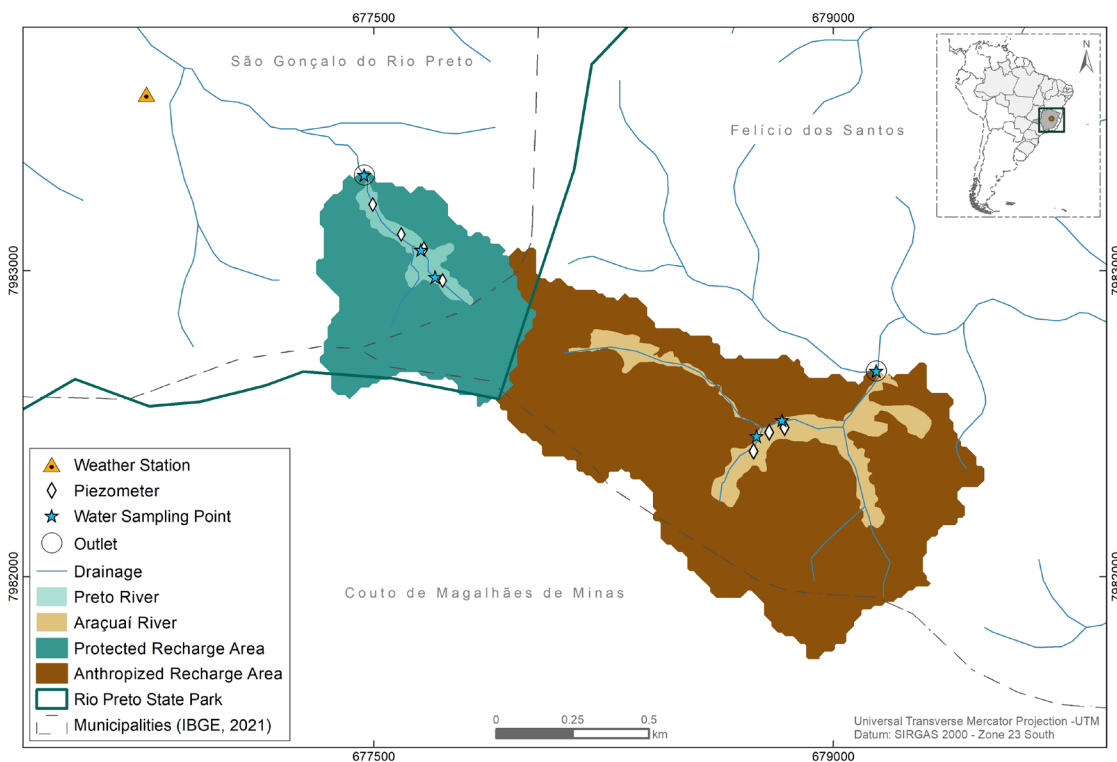 677500
679000
São Gonçalo do Rio Preto
N
Felício dos Santos
7983000
7983000
Weather Station
Piezometer
Water Sampling Point
Outlet
Drainage
Preto River
Araçuaí River
Protected Recharge Area
Anthropized Recharge Area
Rio Preto State Park
Municipalities (IBGE, 2021)
7982000
7982000
Couto de Magalhães de Minas
0 0.25 0.5
km
Universal Transverse Mercator Projection -UTM
Datum: SIRGAS 2000 - Zone 23 South
677500
679000